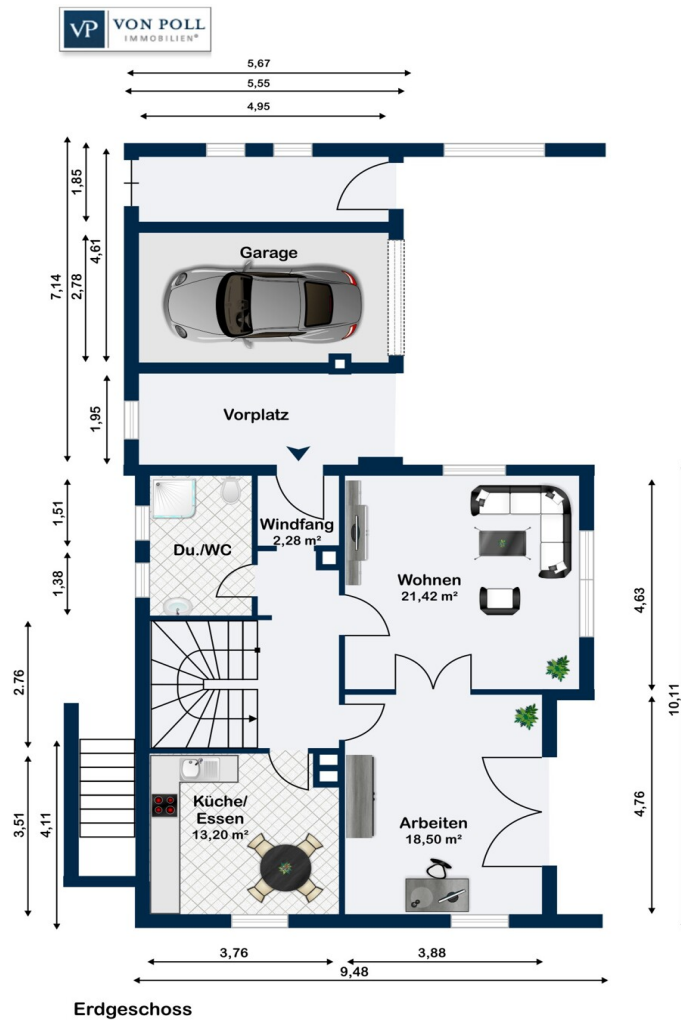 VP VON POLL
IMMOBILIEN®
5,67
5,55
4,95
1,85
4,61
7,14
2,78
Garage
1,95
Vorplatz
1,51
Windfang
2,28 m²
Du./WC
1,38
Wohnen
21,42 m²
4,63
2.76
10,11
3,51
4,11
Küche/
Essen
13,20 m²
Arbeiten
18,50 m²
4,76
3,76
3,88
9,48
Erdgeschoss